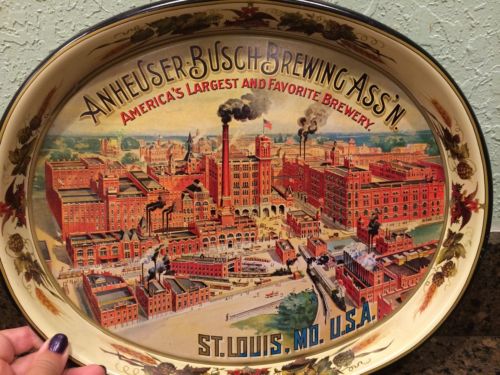 ANHEUSER-BUSCH BREWING ASS'N.
AMERICA'S LARGEST AND FAVORITE BREWERY.
ST. LOUIS, MO. U.S.A.